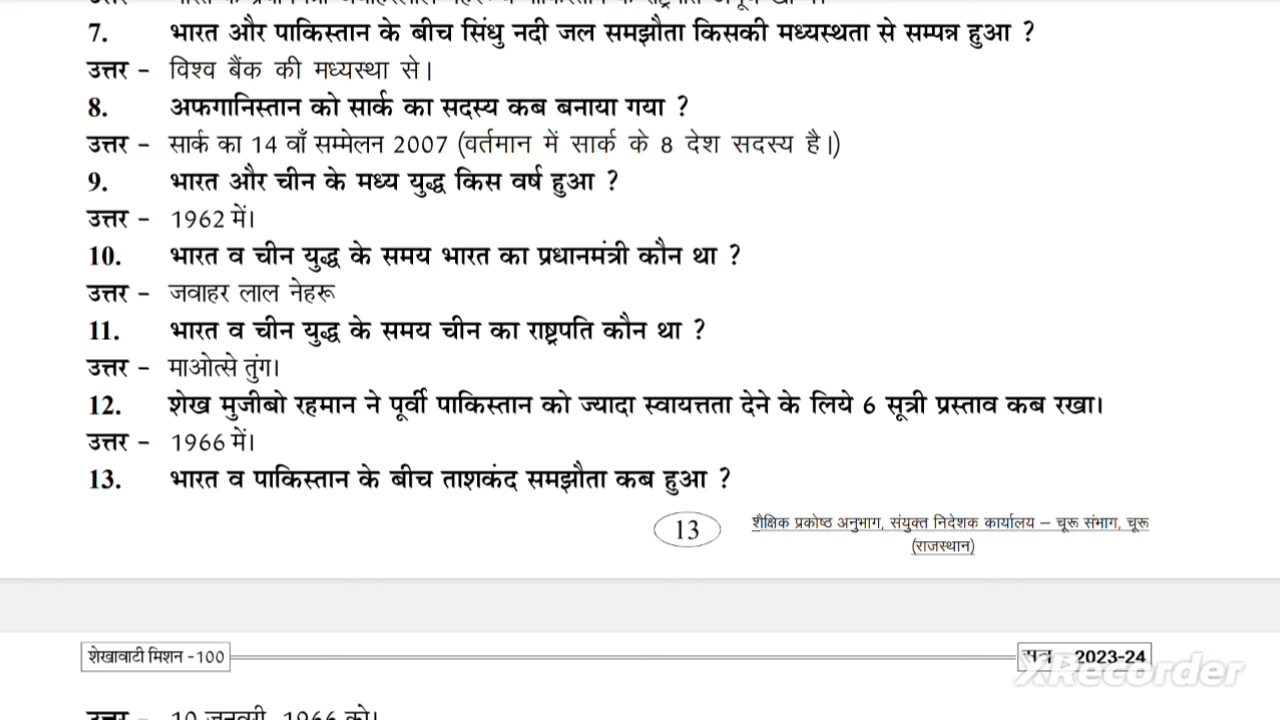 7. भारत और पाकिस्तान के बीच सिंधु नदी जल समझौता किसकी मध्यस्थता से सम्पन्न हुआ ?
उत्तर – विश्व बैंक की मध्यस्था से।
8. अफगानिस्तान को सार्क का सदस्य कब बनाया गया ?
उत्तर – सार्क का 14 वाँ सम्मेलन 2007 (वर्तमान में सार्क के 8 देश सदस्य है।)
9. भारत और चीन के मध्य युद्ध किस वर्ष हुआ ?
उत्तर – 1962 में।
10. भारत व चीन युद्ध के समय भारत का प्रधानमंत्री कौन था ?
उत्तर – जवाहर लाल नेहरू
11. भारत व चीन युद्ध के समय चीन का राष्ट्रपति कौन था ?
उत्तर – माओत्से तुंग।
12. शेख मुजीबो रहमान ने पूर्वी पाकिस्तान को ज्यादा स्वायत्तता देने के लिये 6 सूत्री प्रस्ताव कब रखा।
उत्तर – 1966 में।
13. भारत व पाकिस्तान के बीच ताशकंद समझौता कब हुआ ?
13 शैक्षिक प्रकोष्ठ अनुभाग, संयुक्त निदेशक कार्यालय – चूरू संभाग, चूरू
(राजस्थान)
शेखावाटी मिशन -100 सत्र 2023-24
XRecorder
उत्तर – 10 जनवरी, 1966 को।